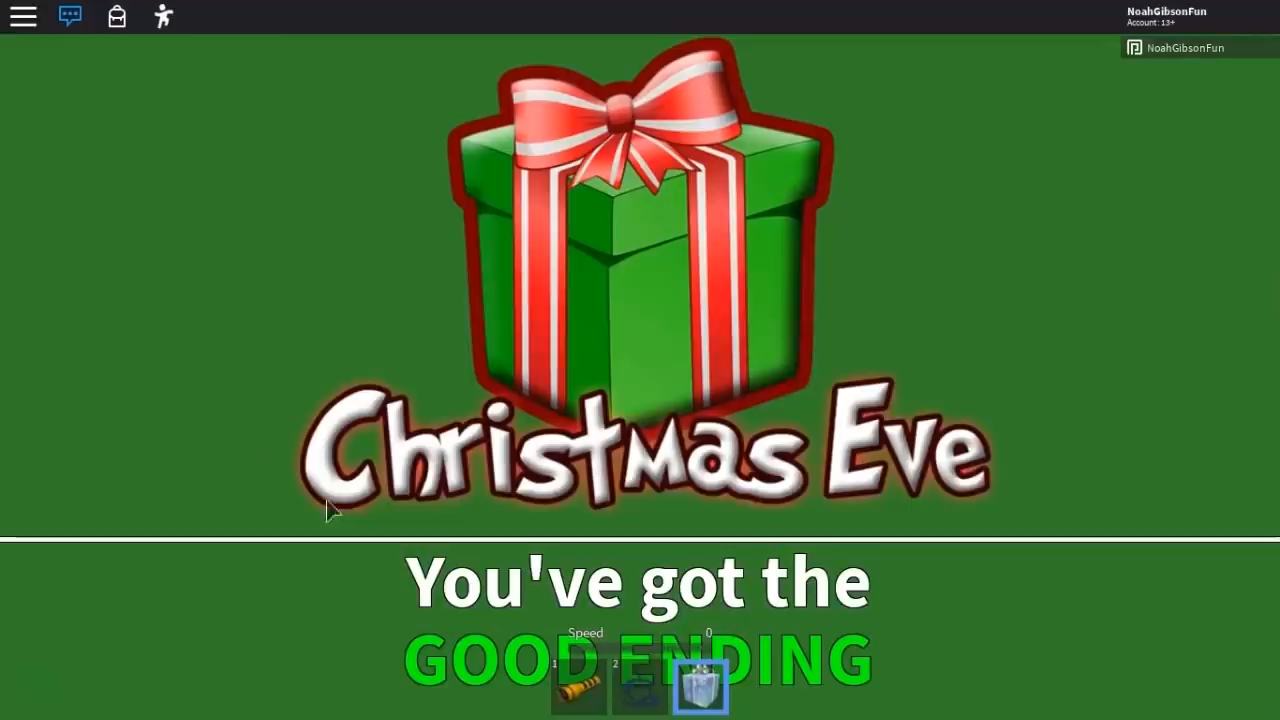 NoahGibsonFun
Account: 13+
NoahGibsonFun
Christmas Eve
You've got the
Speed 0
GOOD ENDING
1 2